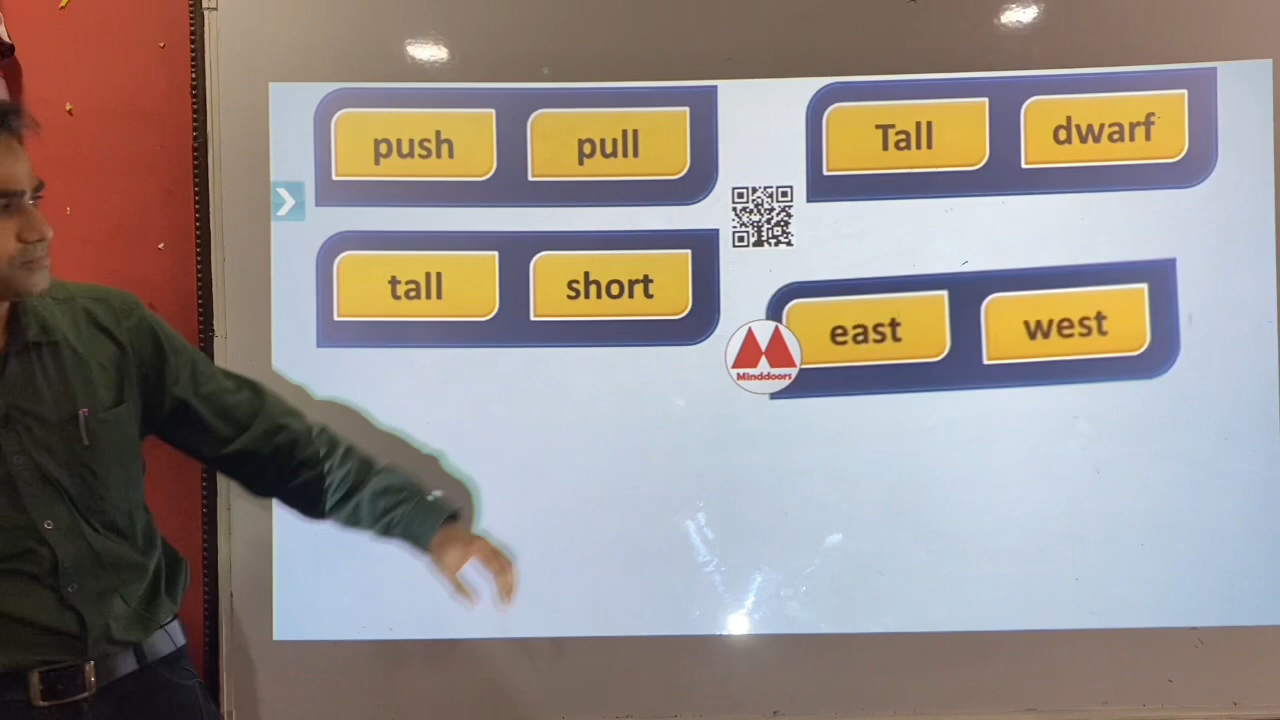 push pull
Tall dwarf
tall short
east west
Minddoors